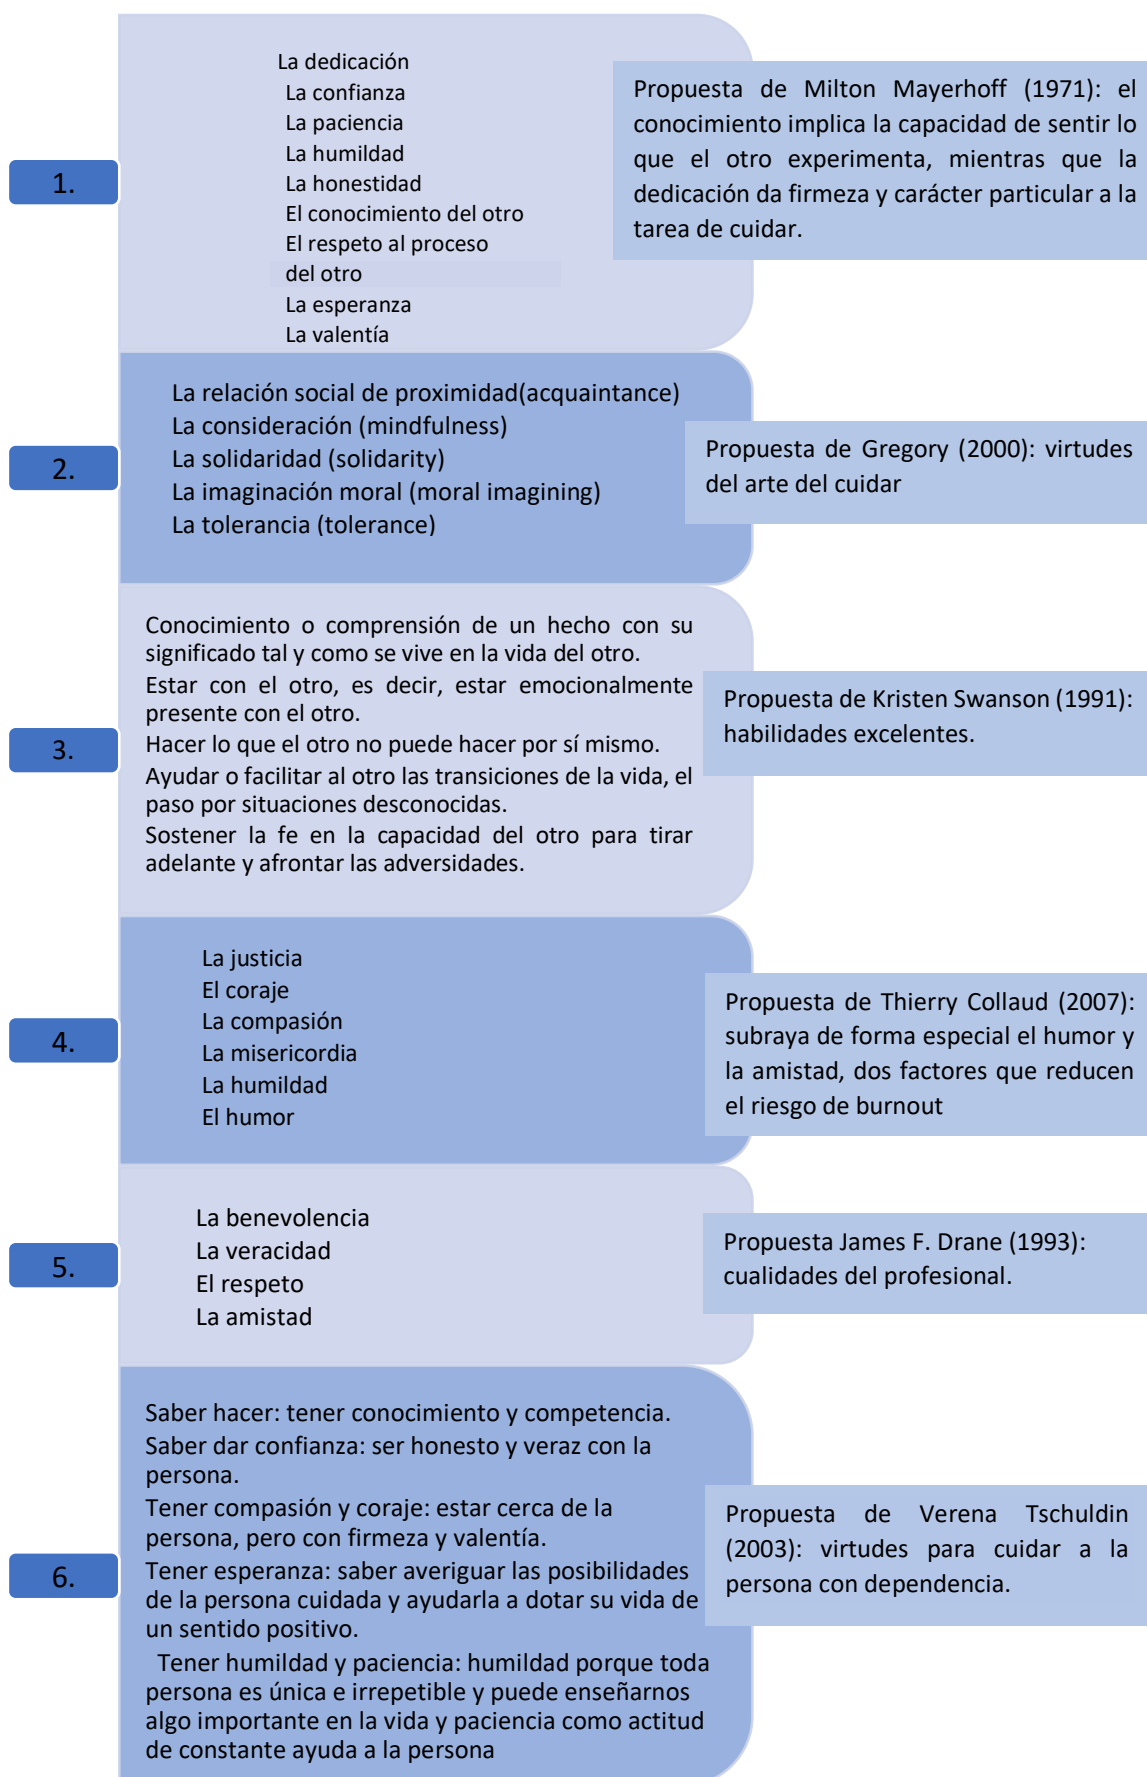 1.
La dedicación
La confianza
La paciencia
La humildad
La honestidad
El conocimiento del otro
El respeto al proceso
del otro
La esperanza
La valentía
Propuesta de Milton Mayerhoff (1971): el
conocimiento implica la capacidad de sentir lo
que el otro experimenta, mientras que la
dedicación da firmeza y carácter particular a la
tarea de cuidar.
2.
La relación social de proximidad(acquaintance)
La consideración (mindfulness)
La solidaridad (solidarity)
La imaginación moral (moral imagining)
La tolerancia (tolerance)
Propuesta de Gregory (2000): virtudes
del arte del cuidar
3.
Conocimiento o comprensión de un hecho con su
significado tal y como se vive en la vida del otro.
Estar con el otro, es decir, estar emocionalmente
presente con el otro.
Hacer lo que el otro no puede hacer por sí mismo.
Ayudar o facilitar al otro las transiciones de la vida, el
paso por situaciones desconocidas.
Sostener la fe en la capacidad del otro para tirar
adelante y afrontar las adversidades.
Propuesta de Kristen Swanson (1991):
habilidades excelentes.
4.
La justicia
El coraje
La compasión
La misericordia
La humildad
El humor
Propuesta de Thierry Collaud (2007):
subraya de forma especial el humor y
la amistad, dos factores que reducen
el riesgo de burnout
5.
La benevolencia
La veracidad
El respeto
La amistad
Propuesta James F. Drane (1993):
cualidades del profesional.
6.
Saber hacer: tener conocimiento y competencia.
Saber dar confianza: ser honesto y veraz con la
persona.
Tener compasión y coraje: estar cerca de la
persona, pero con firmeza y valentía.
Tener esperanza: saber averiguar las posibilidades
de la persona cuidada y ayudarla a dotar su vida de
un sentido positivo.
Tener humildad y paciencia: humildad porque toda
persona es única e irrepetible y puede enseñarnos
algo importante en la vida y paciencia como actitud
de constante ayuda a la persona
Propuesta de Verena Tschuldin
(2003): virtudes para cuidar a la
persona con dependencia.